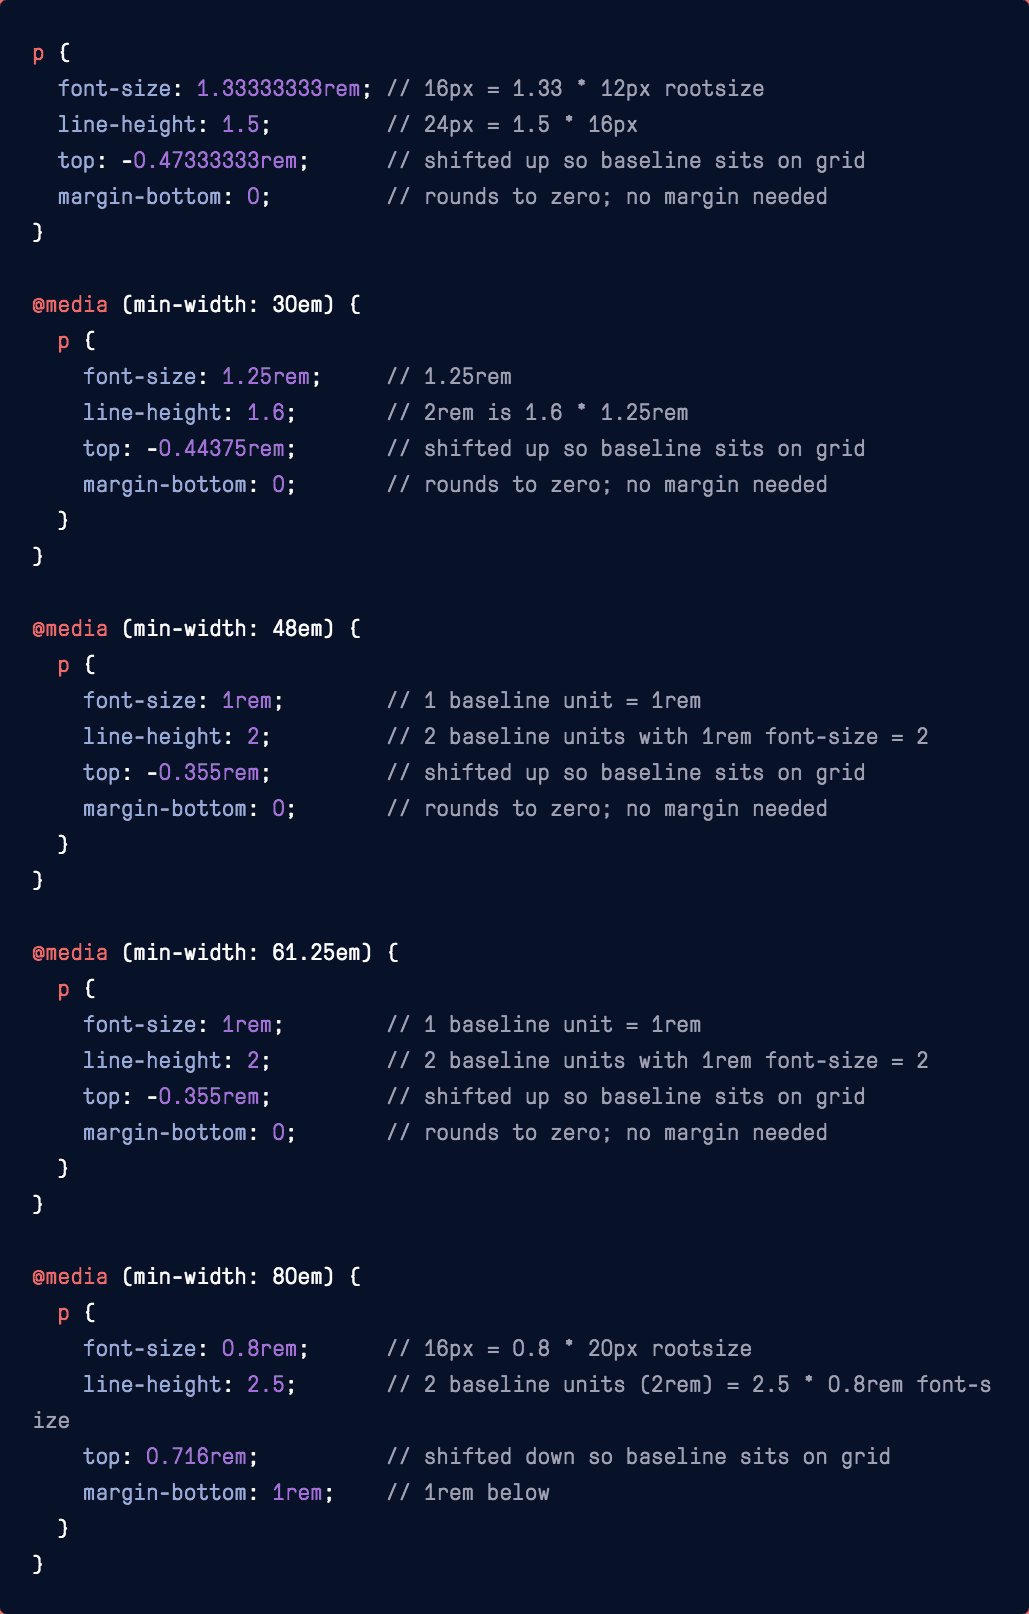 p {
  font-size: 1.33333333rem; // 16px = 1.33 * 12px rootsize
  line-height: 1.5;         // 24px = 1.5 * 16px
  top: -0.47333333rem;      // shifted up so baseline sits on grid
  margin-bottom: 0;         // rounds to zero; no margin needed
}

@media (min-width: 30em) {
  p {
    font-size: 1.25rem;     // 1.25rem
    line-height: 1.6;       // 2rem is 1.6 * 1.25rem
    top: -0.44375rem;       // shifted up so baseline sits on grid
    margin-bottom: 0;       // rounds to zero; no margin needed
  }
}

@media (min-width: 48em) {
  p {
    font-size: 1rem;        // 1 baseline unit = 1rem
    line-height: 2;         // 2 baseline units with 1rem font-size = 2
    top: -0.355rem;         // shifted up so baseline sits on grid
    margin-bottom: 0;       // rounds to zero; no margin needed
  }
}

@media (min-width: 61.25em) {
  p {
    font-size: 1rem;        // 1 baseline unit = 1rem
    line-height: 2;         // 2 baseline units with 1rem font-size = 2
    top: -0.355rem;         // shifted up so baseline sits on grid
    margin-bottom: 0;       // rounds to zero; no margin needed
  }
}

@media (min-width: 80em) {
  p {
    font-size: 0.8rem;      // 16px = 0.8 * 20px rootsize
    line-height: 2.5;       // 2 baseline units (2rem) = 2.5 * 0.8rem font-s
ize
    top: 0.716rem;          // shifted down so baseline sits on grid
    margin-bottom: 1rem;    // 1rem below
  }
}